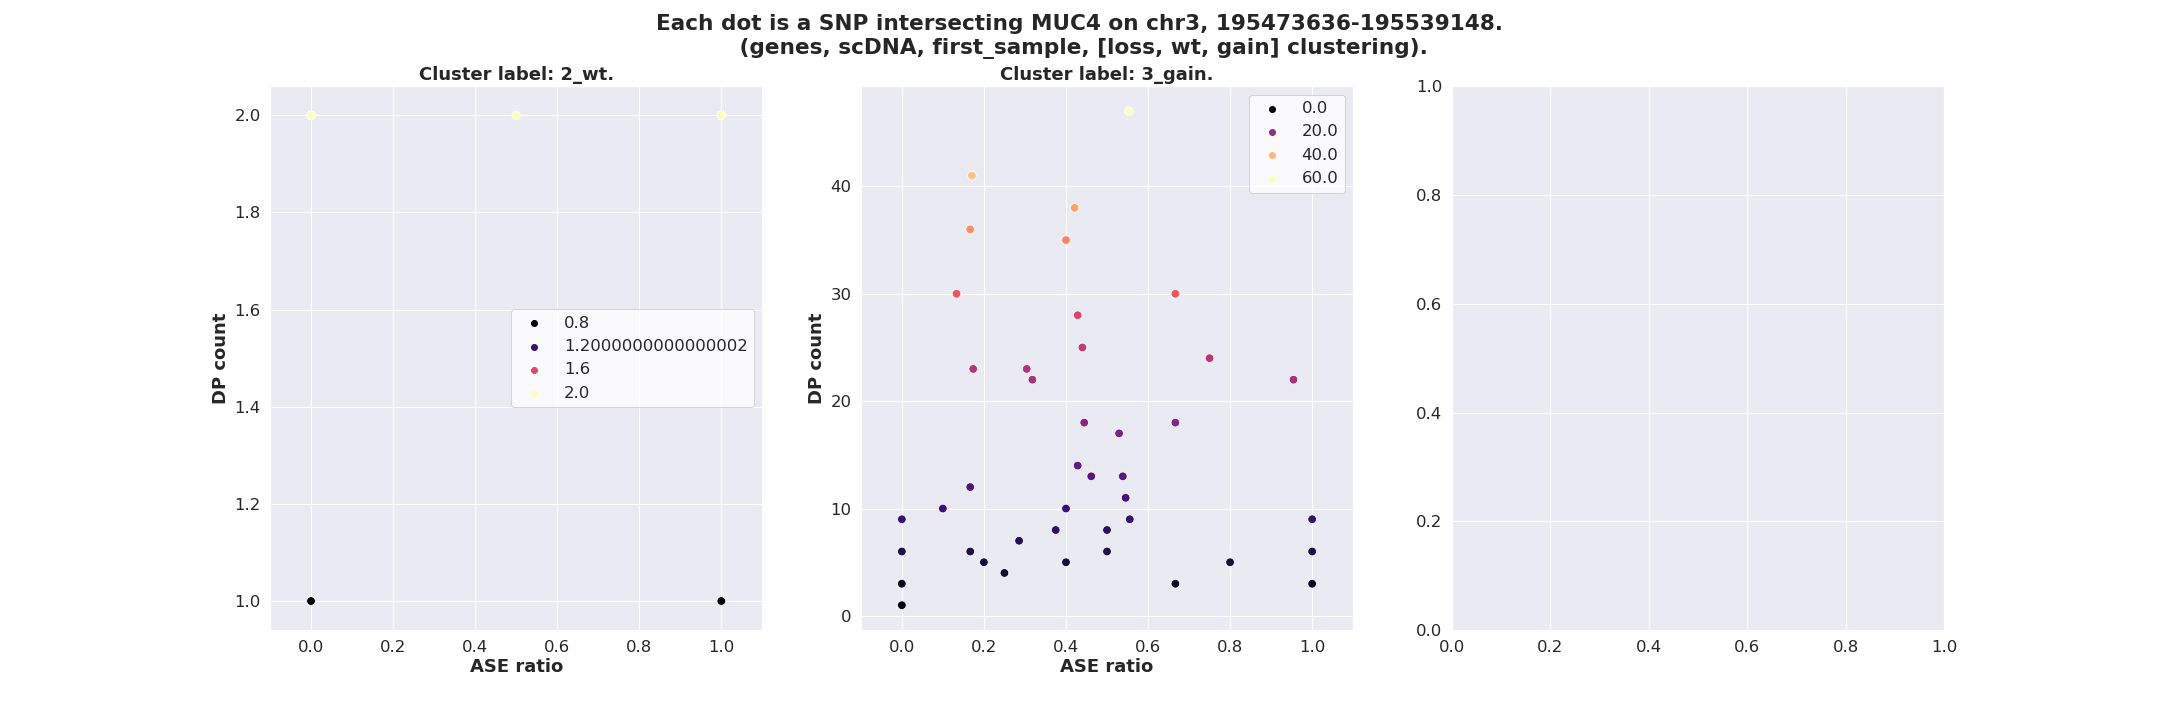 Each dot is a SNP intersecting MUC4 on chr3, 195473636-195539148.
(genes, scDNA, first_sample, [loss, wt, gain] clustering).
Cluster label: 2_wt.
DP count
2.0
1.8
1.6
1.4
1.2
1.0
0.8
1.2000000000000002
1.6
2.0
0.0 0.2 0.4 0.6 0.8 1.0
ASE ratio
Cluster label: 3_gain.
DP count
40
30
20
10
0
0.0
20.0
40.0
60.0
0.0 0.2 0.4 0.6 0.8 1.0
ASE ratio
1.0
0.8
0.6
0.4
0.2
0.0
0.0 0.2 0.4 0.6 0.8 1.0